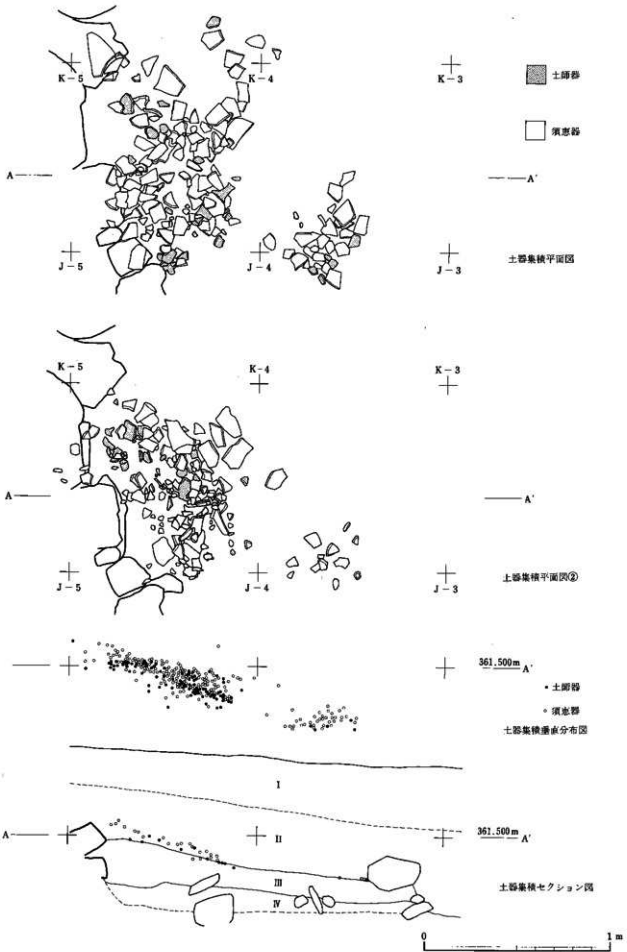 K-5
K-4
K-3
土師器
須恵器
A
A'
J-5
J-4
J-3
土器集積平面図
K-5
K-4
K-3
A
A'
J-5
J-4
J-3
土器集積平面図②
361.500m
A'
土師器
須恵器
土器集積垂直分布図
I
A
II
361.500m
A'
III
土器集積セクション図
IV
0
1m